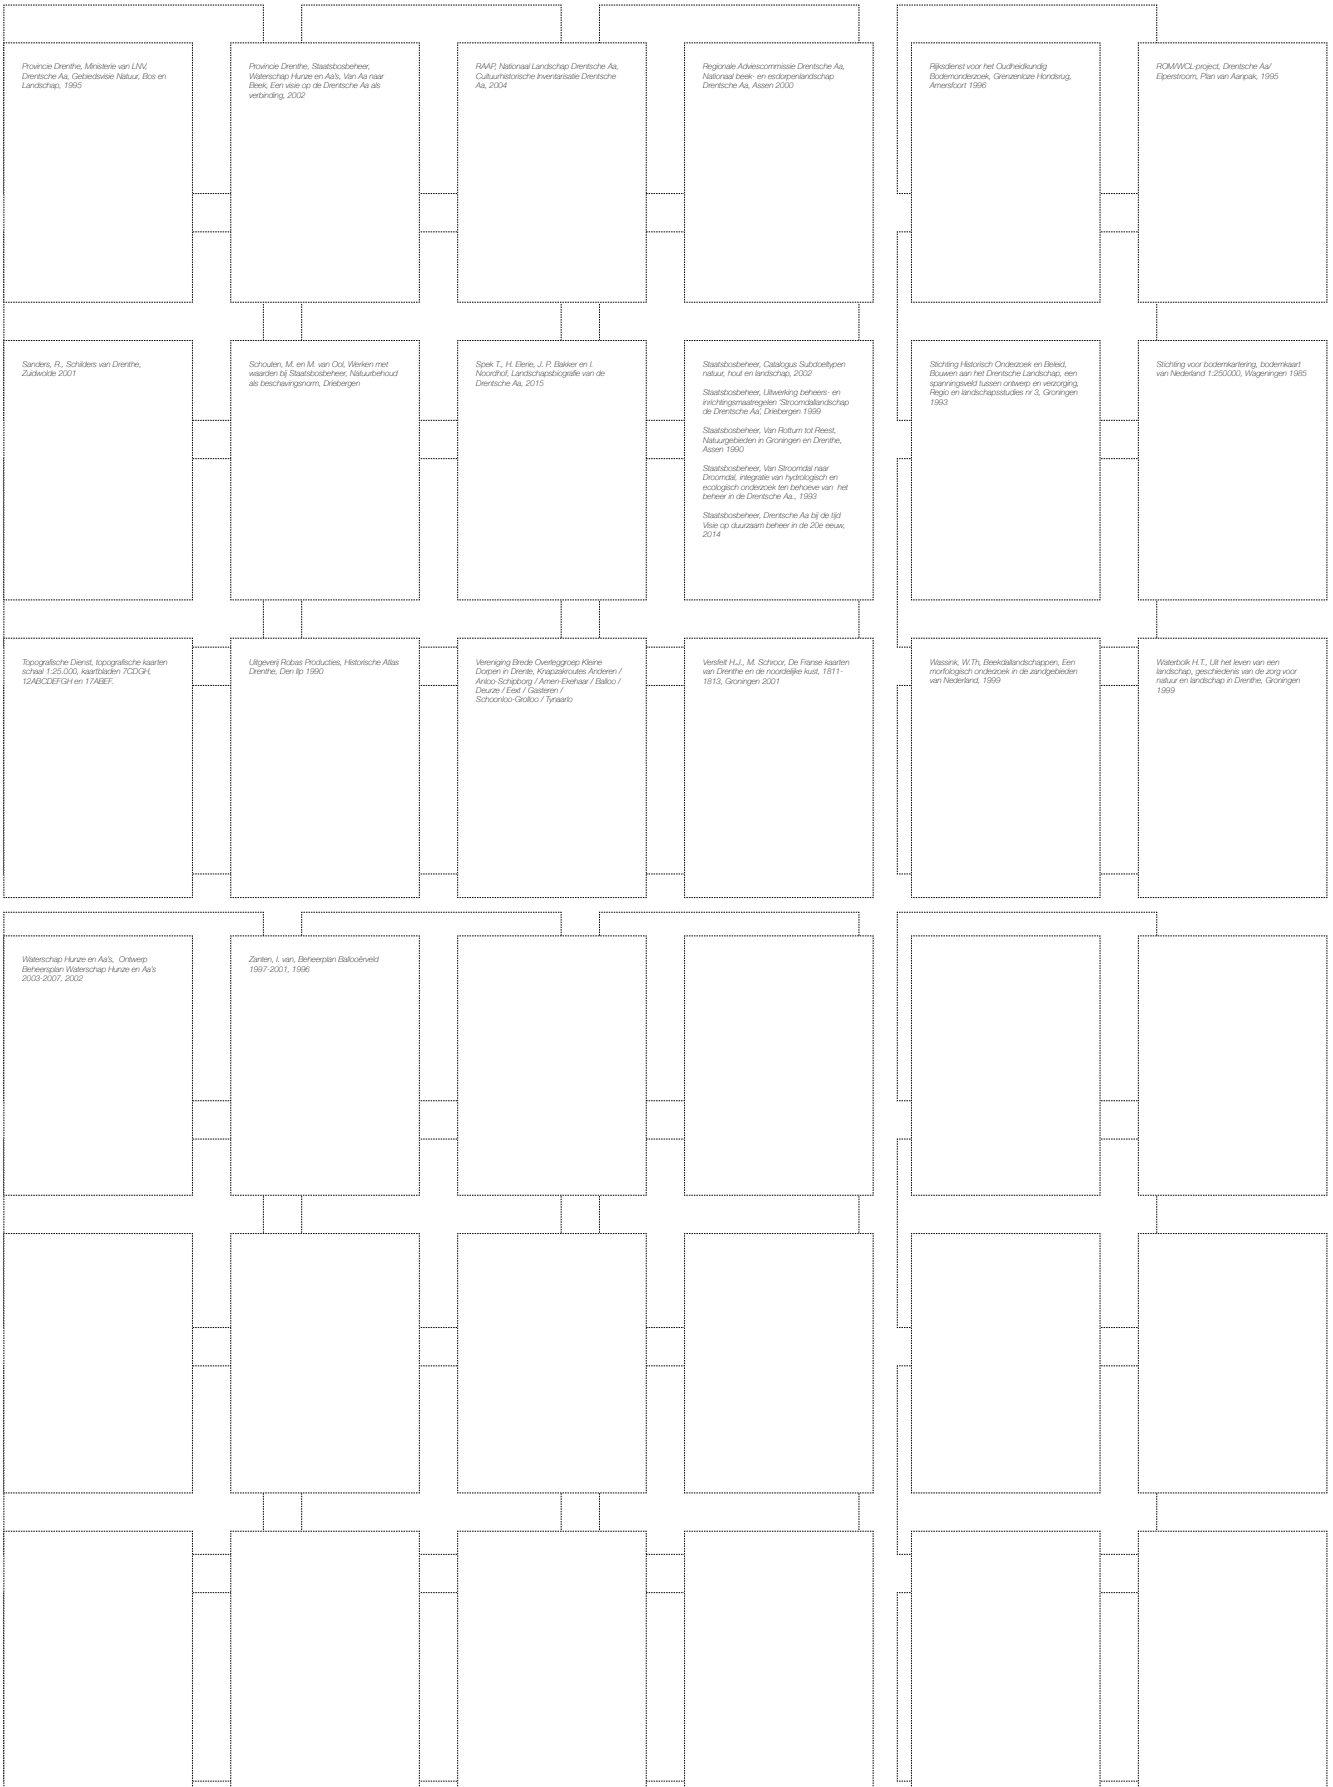 Provincie Drenthe, Ministerie van LNV,
Drentsche Aa, Gebiedsvisie Natuur, Bos en
Landschap, 1995
Provincie Drenthe, Staatsbosbeheer,
Waterschap Hunze en Aa's, Van Aa naar
Beek, Een visie op de Drentsche Aa als
verbinding, 2002
RAAP, Nationaal Landschap Drentsche Aa,
Cultuurhistorische Inventarisatie Drentsche
Aa, 2004
Regionale Adviescommissie Drentsche Aa,
Nationaal beek- en esdorpenlandschap
Drentsche Aa, Assen 2000
Rijksdienst voor het Oudheidkundig
Bodemonderzoek, Grenzenloze Hondsrug,
Amersfoort 1996
ROM/WCL-project, Drentsche Aa/
Elperstroom, Plan van Aanpak, 1995
Sanders, R., Schilders van Drenthe,
Zuidwolde 2001
Schouten, M. en M. van Ool, Werken met
waarden bij Staatsbosbeheer, Natuurbehoud
als beschavingsnorm, Driebergen
Spek T., H. Elerie, J. P. Bakker en I.
Noordhof, Landschapsbiografie van de
Drentsche Aa, 2015
Staatsbosbeheer, Catalogus Subdoeltypen
natuur, hout en landschap, 2002
Staatsbosbeheer, Uitwerking beheers- en
inrichtingsmaatregelen 'Stroomdallandschap
de Drentsche Aa', Driebergen 1999
Staatsbosbeheer, Van Rottum tot Reest,
Natuurgebieden in Groningen en Drenthe,
Assen 1990
Staatsbosbeheer, Van Stroomdal naar
Droomdal, integratie van hydrologisch en
ecologisch onderzoek ten behoeve van  het
beheer in de Drentsche Aa., 1993
Staatsbosbeheer, Drentsche Aa bij de tijd
Visie op duurzaam beheer in de 20e eeuw,
2014
Stichting Historisch Onderzoek en Beleid,
Bouwen aan het Drentsche Landschap, een
spanningsveld tussen ontwerp en verzorging,
Regio en landschapsstudies nr 3, Groningen
1993
Stichting voor bodemkartering, bodemkaart
van Nederland 1:250000, Wageningen 1985
Topografische Dienst, topografische kaarten
schaal 1:25.000, kaartbladen 7CDGH,
12ABCDEFGH en 17ABEF.
Uitgeverij Robas Producties, Historische Atlas
Drenthe, Den Ilp 1990
Vereniging Brede Overleggroep Kleine
Dorpen in Drente, Knapzakroutes Anderen /
Anloo-Schipborg / Amen-Ekehaar / Balloo /
Deurze / Eext / Gasteren /
Schoonloo-Grolloo / Tynaarlo
Versfelt H.J., M. Schroor, De Franse kaarten
van Drenthe en de noordelijke kust, 1811-
1813, Groningen 2001
Wassink, W.Th, Beekdallandschappen, Een
morfologisch onderzoek in de zandgebieden
van Nederland, 1999
Waterbolk H.T., Uit het leven van een
landschap, geschiedenis van de zorg voor
natuur en landschap in Drenthe, Groningen
1999
Waterschap Hunze en Aa's,  Ontwerp
Beheersplan Waterschap Hunze en Aa's
2003-2007, 2002
Zanten, I. van, Beheerplan Ballooërveld
1997-2001, 1996